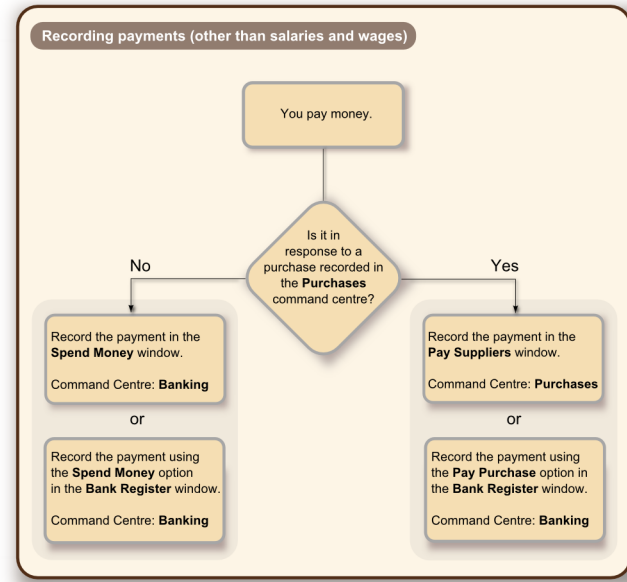 Recording payments (other than salaries and wages)
You pay money.
Is it in
response to a
purchase recorded in
the Purchases
command centre?
No
Yes
Record the payment in the
Spend Money window.
Command Centre: Banking
or
Record the payment using
the Spend Money option
in the Bank Register window.
Command Centre: Banking
Record the payment in the
Pay Suppliers window.
Command Centre: Purchases
or
Record the payment using
the Pay Purchase option in
the Bank Register window.
Command Centre: Banking